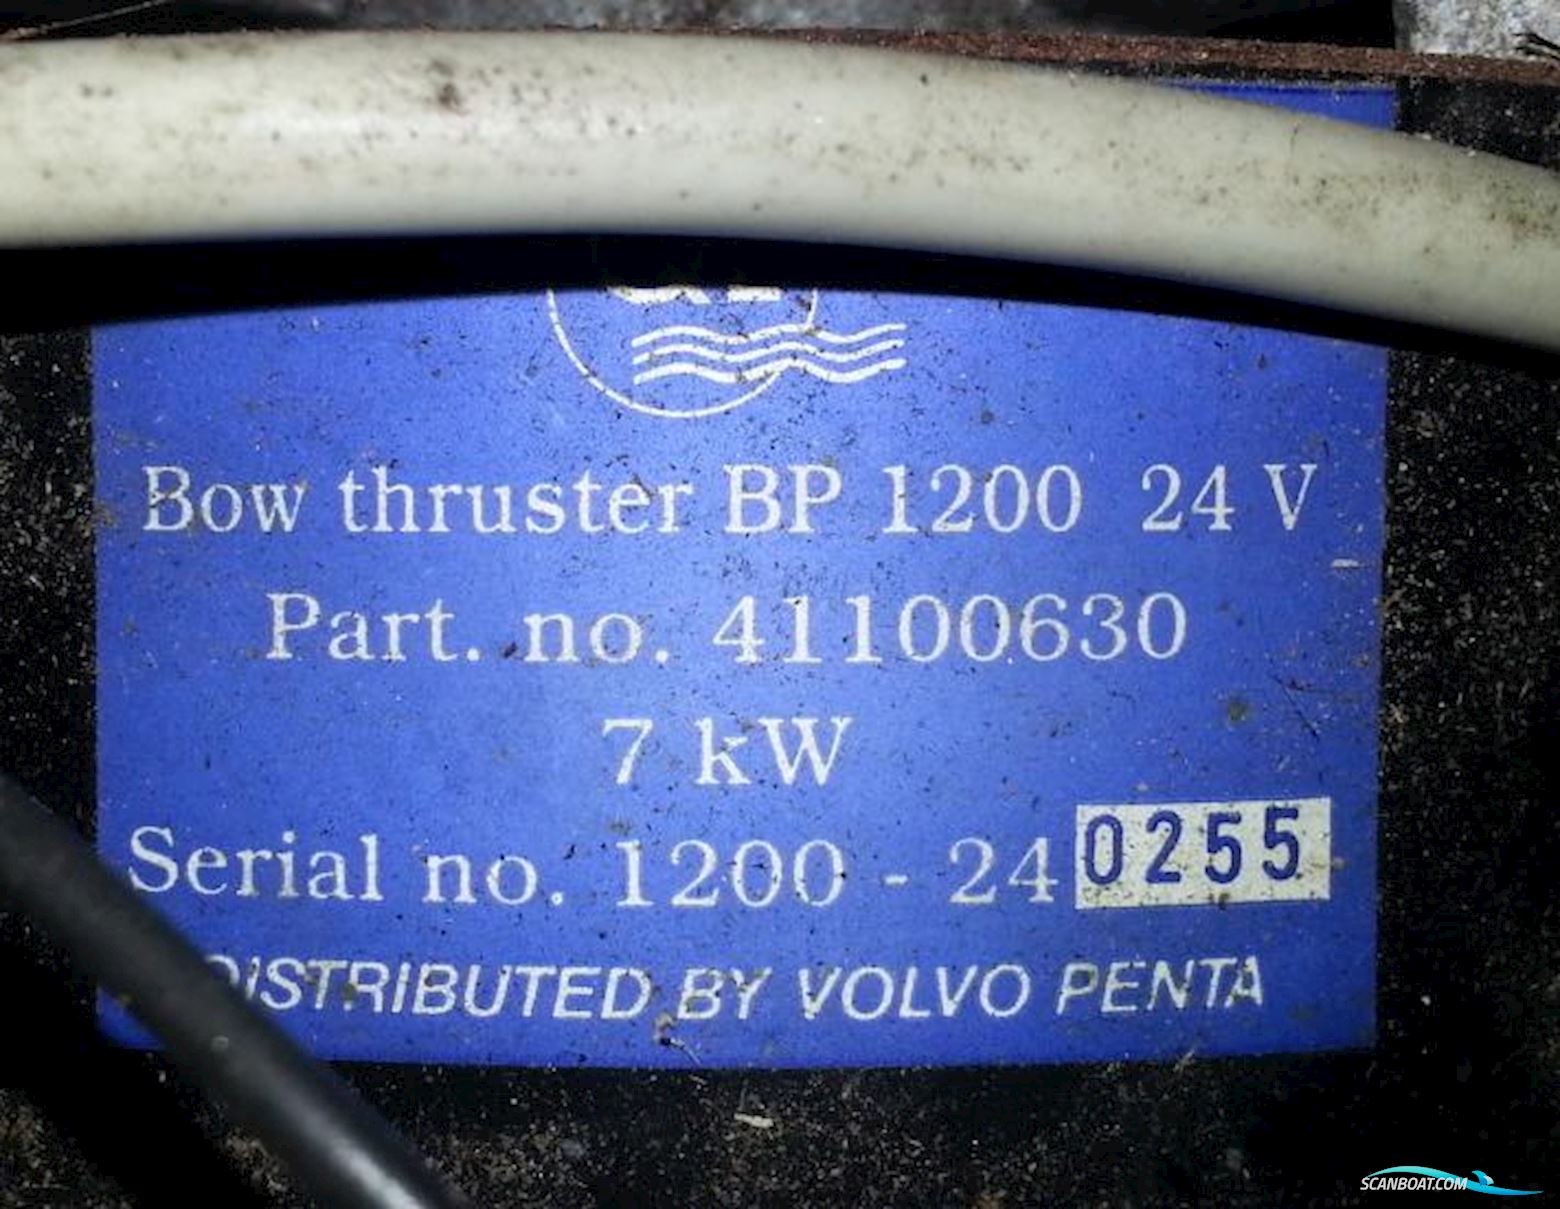 Bow thruster BP 1200 24 V
Part. no. 41100630
7 kW
Serial no. 1200 - 24 0255
DISTRIBUTED BY VOLVO PENTA
SCANBOAT.COM